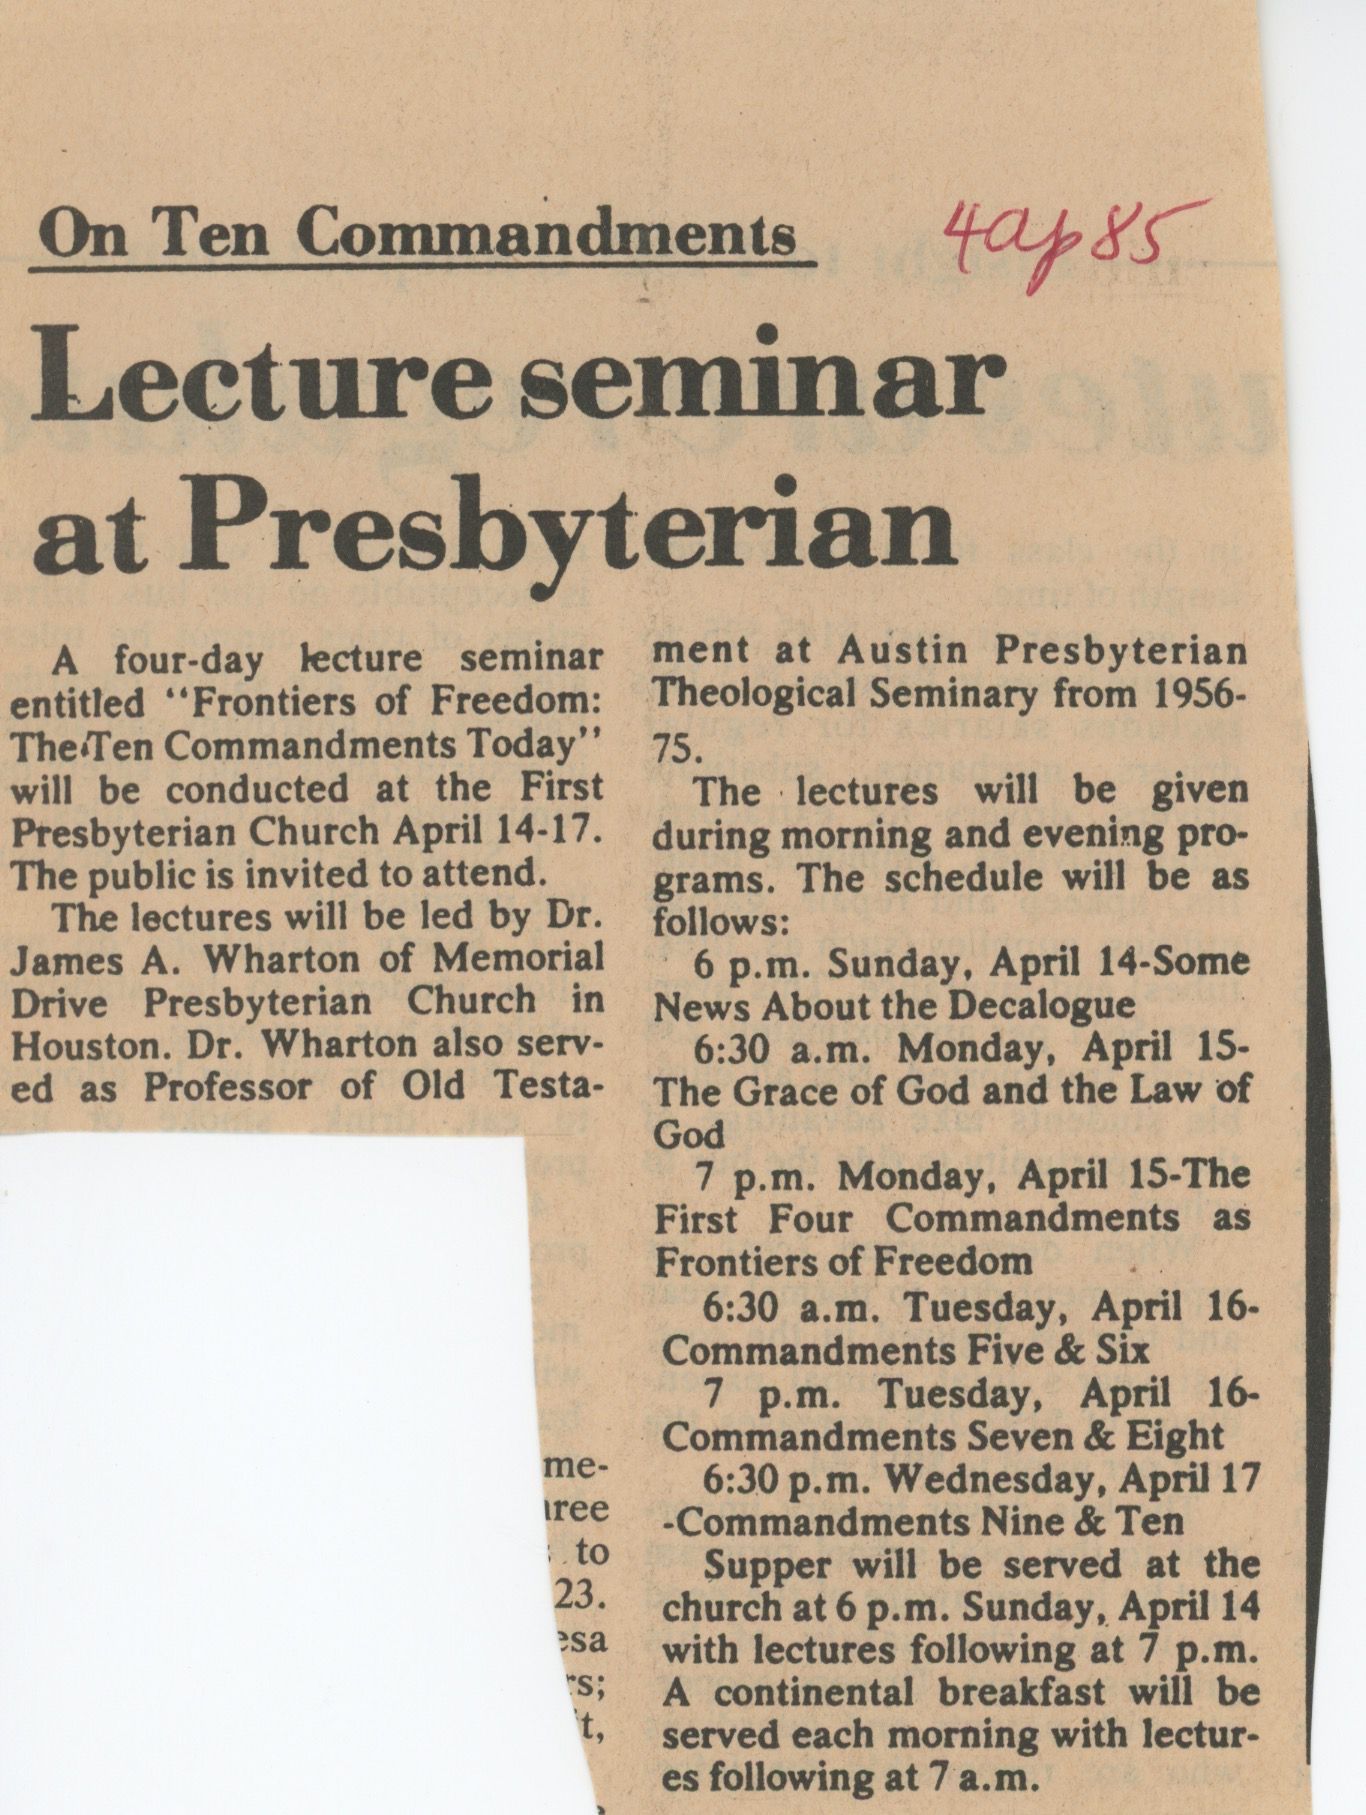 On Ten Commandments
4ap85
Lecture seminar
at Presbyterian
A four-day lecture seminar
entitled "Frontiers of Freedom:
The Ten Commandments Today"
will be conducted at the First
Presbyterian Church April 14-17.
The public is invited to attend.
The lectures will be led by Dr.
James A. Wharton of Memorial
Drive Presbyterian Church in
Houston. Dr. Wharton also serv-
ed as Professor of Old Testa-
ment at Austin Presbyterian
Theological Seminary from 1956-
75.
The lectures will be given
during morning and evening pro-
grams. The schedule will be as
follows:
6 p.m. Sunday, April 14-Some
News About the Decalogue
6:30 a.m. Monday, April 15-
The Grace of God and the Law of
God
7 p.m. Monday, April 15-The
First Four Commandments as
Frontiers of Freedom
6:30 a.m. Tuesday, April 16-
Commandments Five & Six
7 p.m. Tuesday, April 16-
Commandments Seven & Eight
6:30 p.m. Wednesday, April 17
-Commandments Nine & Ten
Supper will be served at the
church at 6 p.m. Sunday, April 14
with lectures following at 7 p.m.
A continental breakfast will be
served each morning with lectur-
es following at 7 a.m.
me-
to
23.